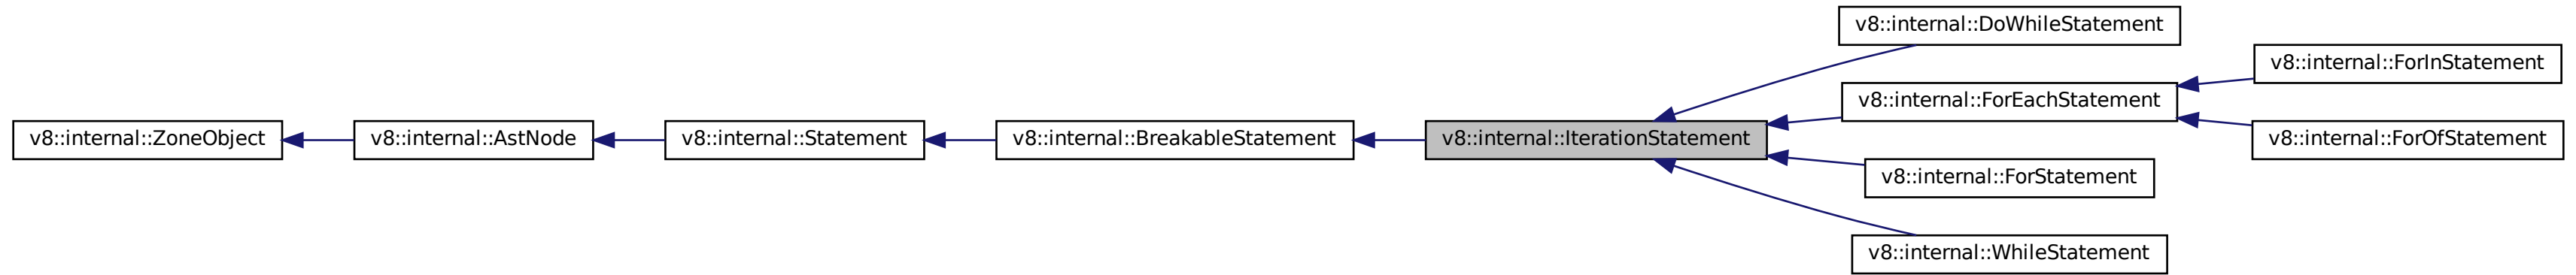 v8::internal::ZoneObject
v8::internal::AstNode
v8::internal::Statement
v8::internal::BreakableStatement
v8::internal::IterationStatement
v8::internal::DoWhileStatement
v8::internal::ForEachStatement
v8::internal::ForInStatement
v8::internal::ForOfStatement
v8::internal::ForStatement
v8::internal::WhileStatement